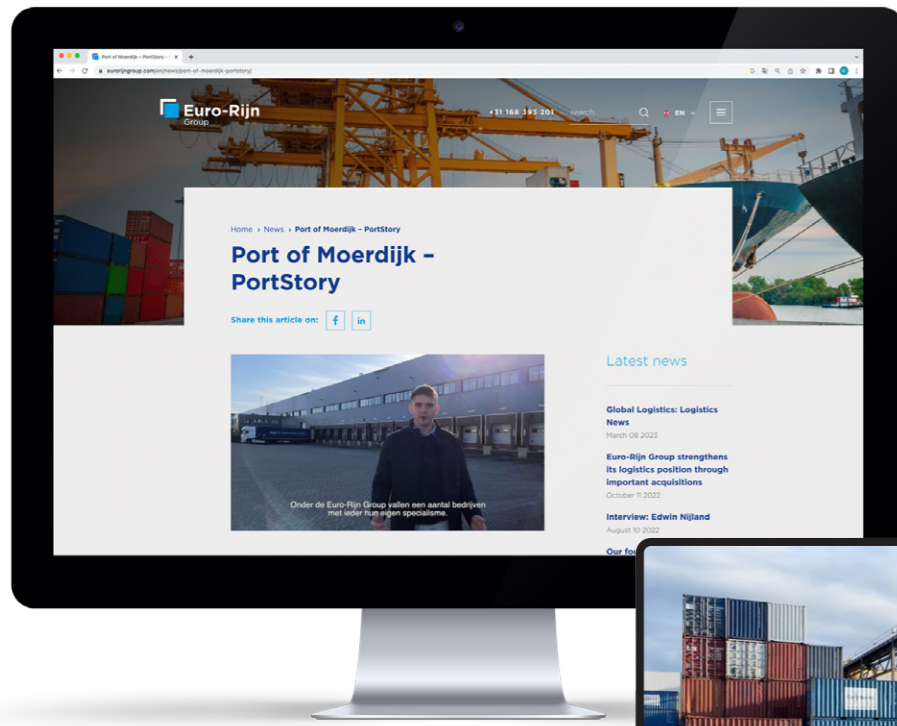 Port of Moerdijk - PortStory - 
eurorijngroup.com/en/news/port-of-moerdijk-portstory/
Euro-Rijn
Group
+31 168 393 201
search...
EN
Home › News › Port of Moerdijk – PortStory
Port of Moerdijk –
PortStory
Share this article on:
f
in
Onder de Euro-Rijn Group vallen een aantal bedrijven
met ieder hun eigen specialisme.
Latest news
Global Logistics: Logistics
News
March 08 2023
Euro-Rijn Group strengthens
its logistics position through
important acquisitions
October 11 2022
Interview: Edwin Nijland
August 10 2022
Our fou